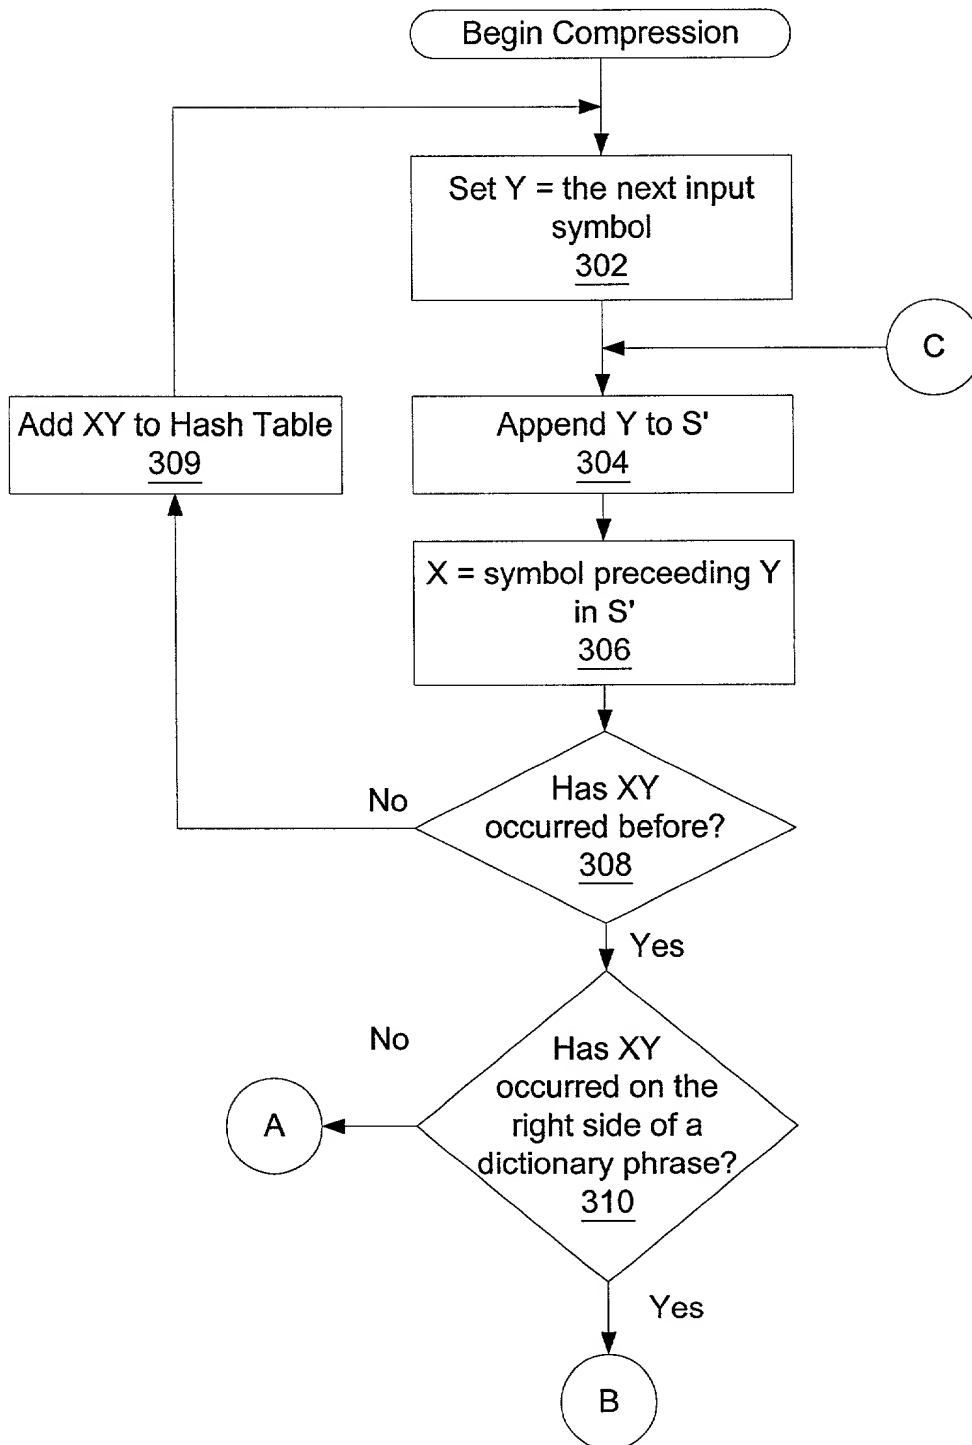 Begin Compression
Set Y = the next input
symbol
302
C
Add XY to Hash Table
309
Append Y to S'
304
X = symbol preceeding Y
in S'
306
No
Has XY
occurred before?
308
Yes
No
Has XY
occurred on the
right side of a
dictionary phrase?
310
A
Yes
B